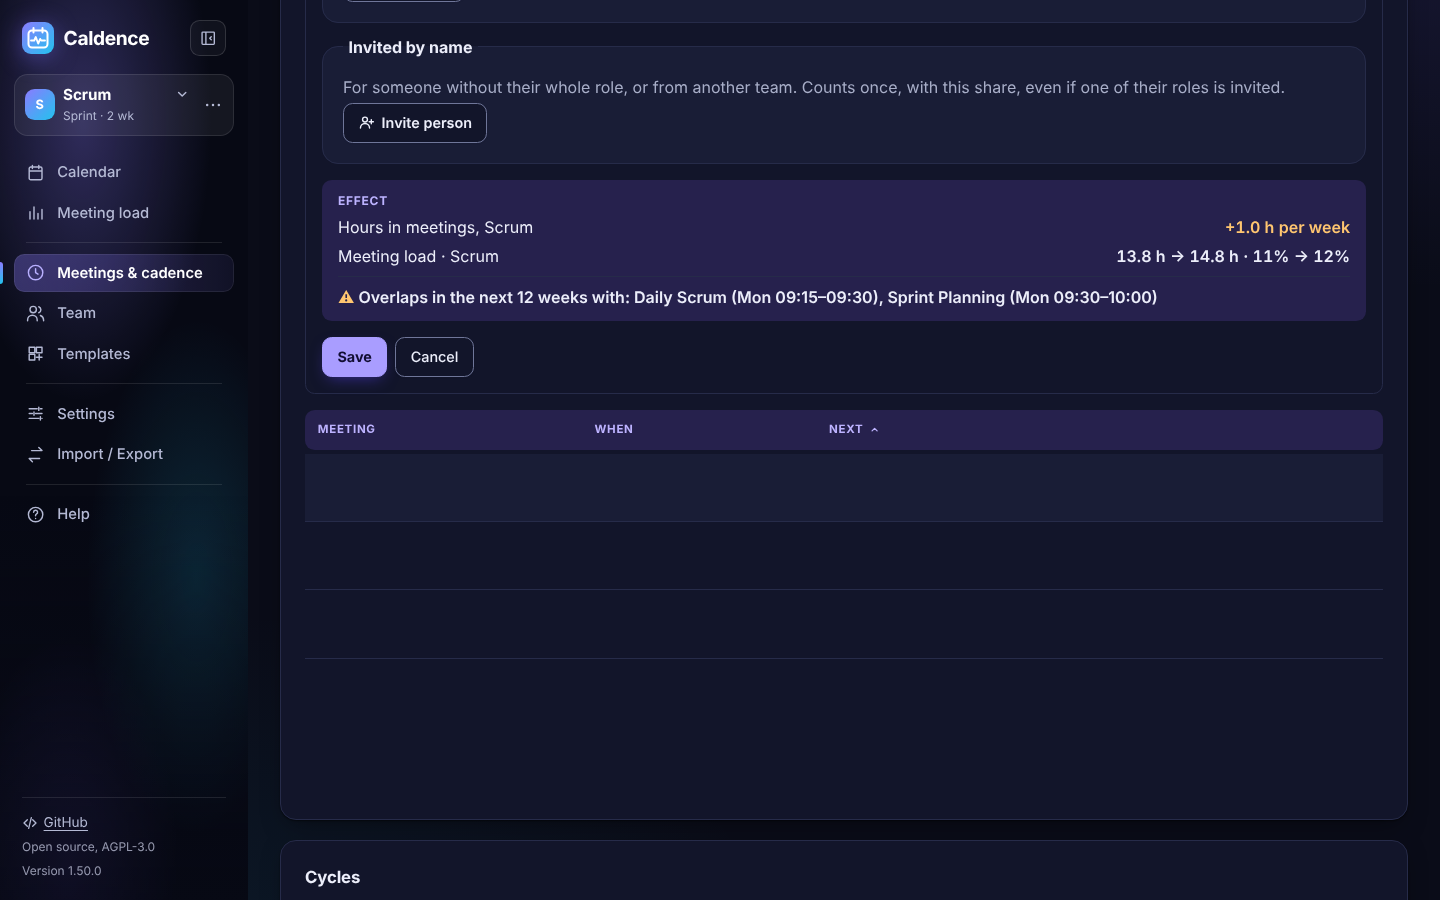 Caldence
S
Scrum
Sprint · 2 wk
Calendar
Meeting load
Meetings & cadence
Team
Templates
Settings
Import / Export
Help
GitHub
Open source, AGPL-3.0
Version 1.50.0
Invited by name
For someone without their whole role, or from another team. Counts once, with this share, even if one of their roles is invited.
Invite person
EFFECT
Hours in meetings, Scrum +1.0 h per week
Meeting load · Scrum 13.8 h → 14.8 h · 11% → 12%
Overlaps in the next 12 weeks with: Daily Scrum (Mon 09:15–09:30), Sprint Planning (Mon 09:30–10:00)
Save Cancel
MEETING WHEN NEXT
Cycles